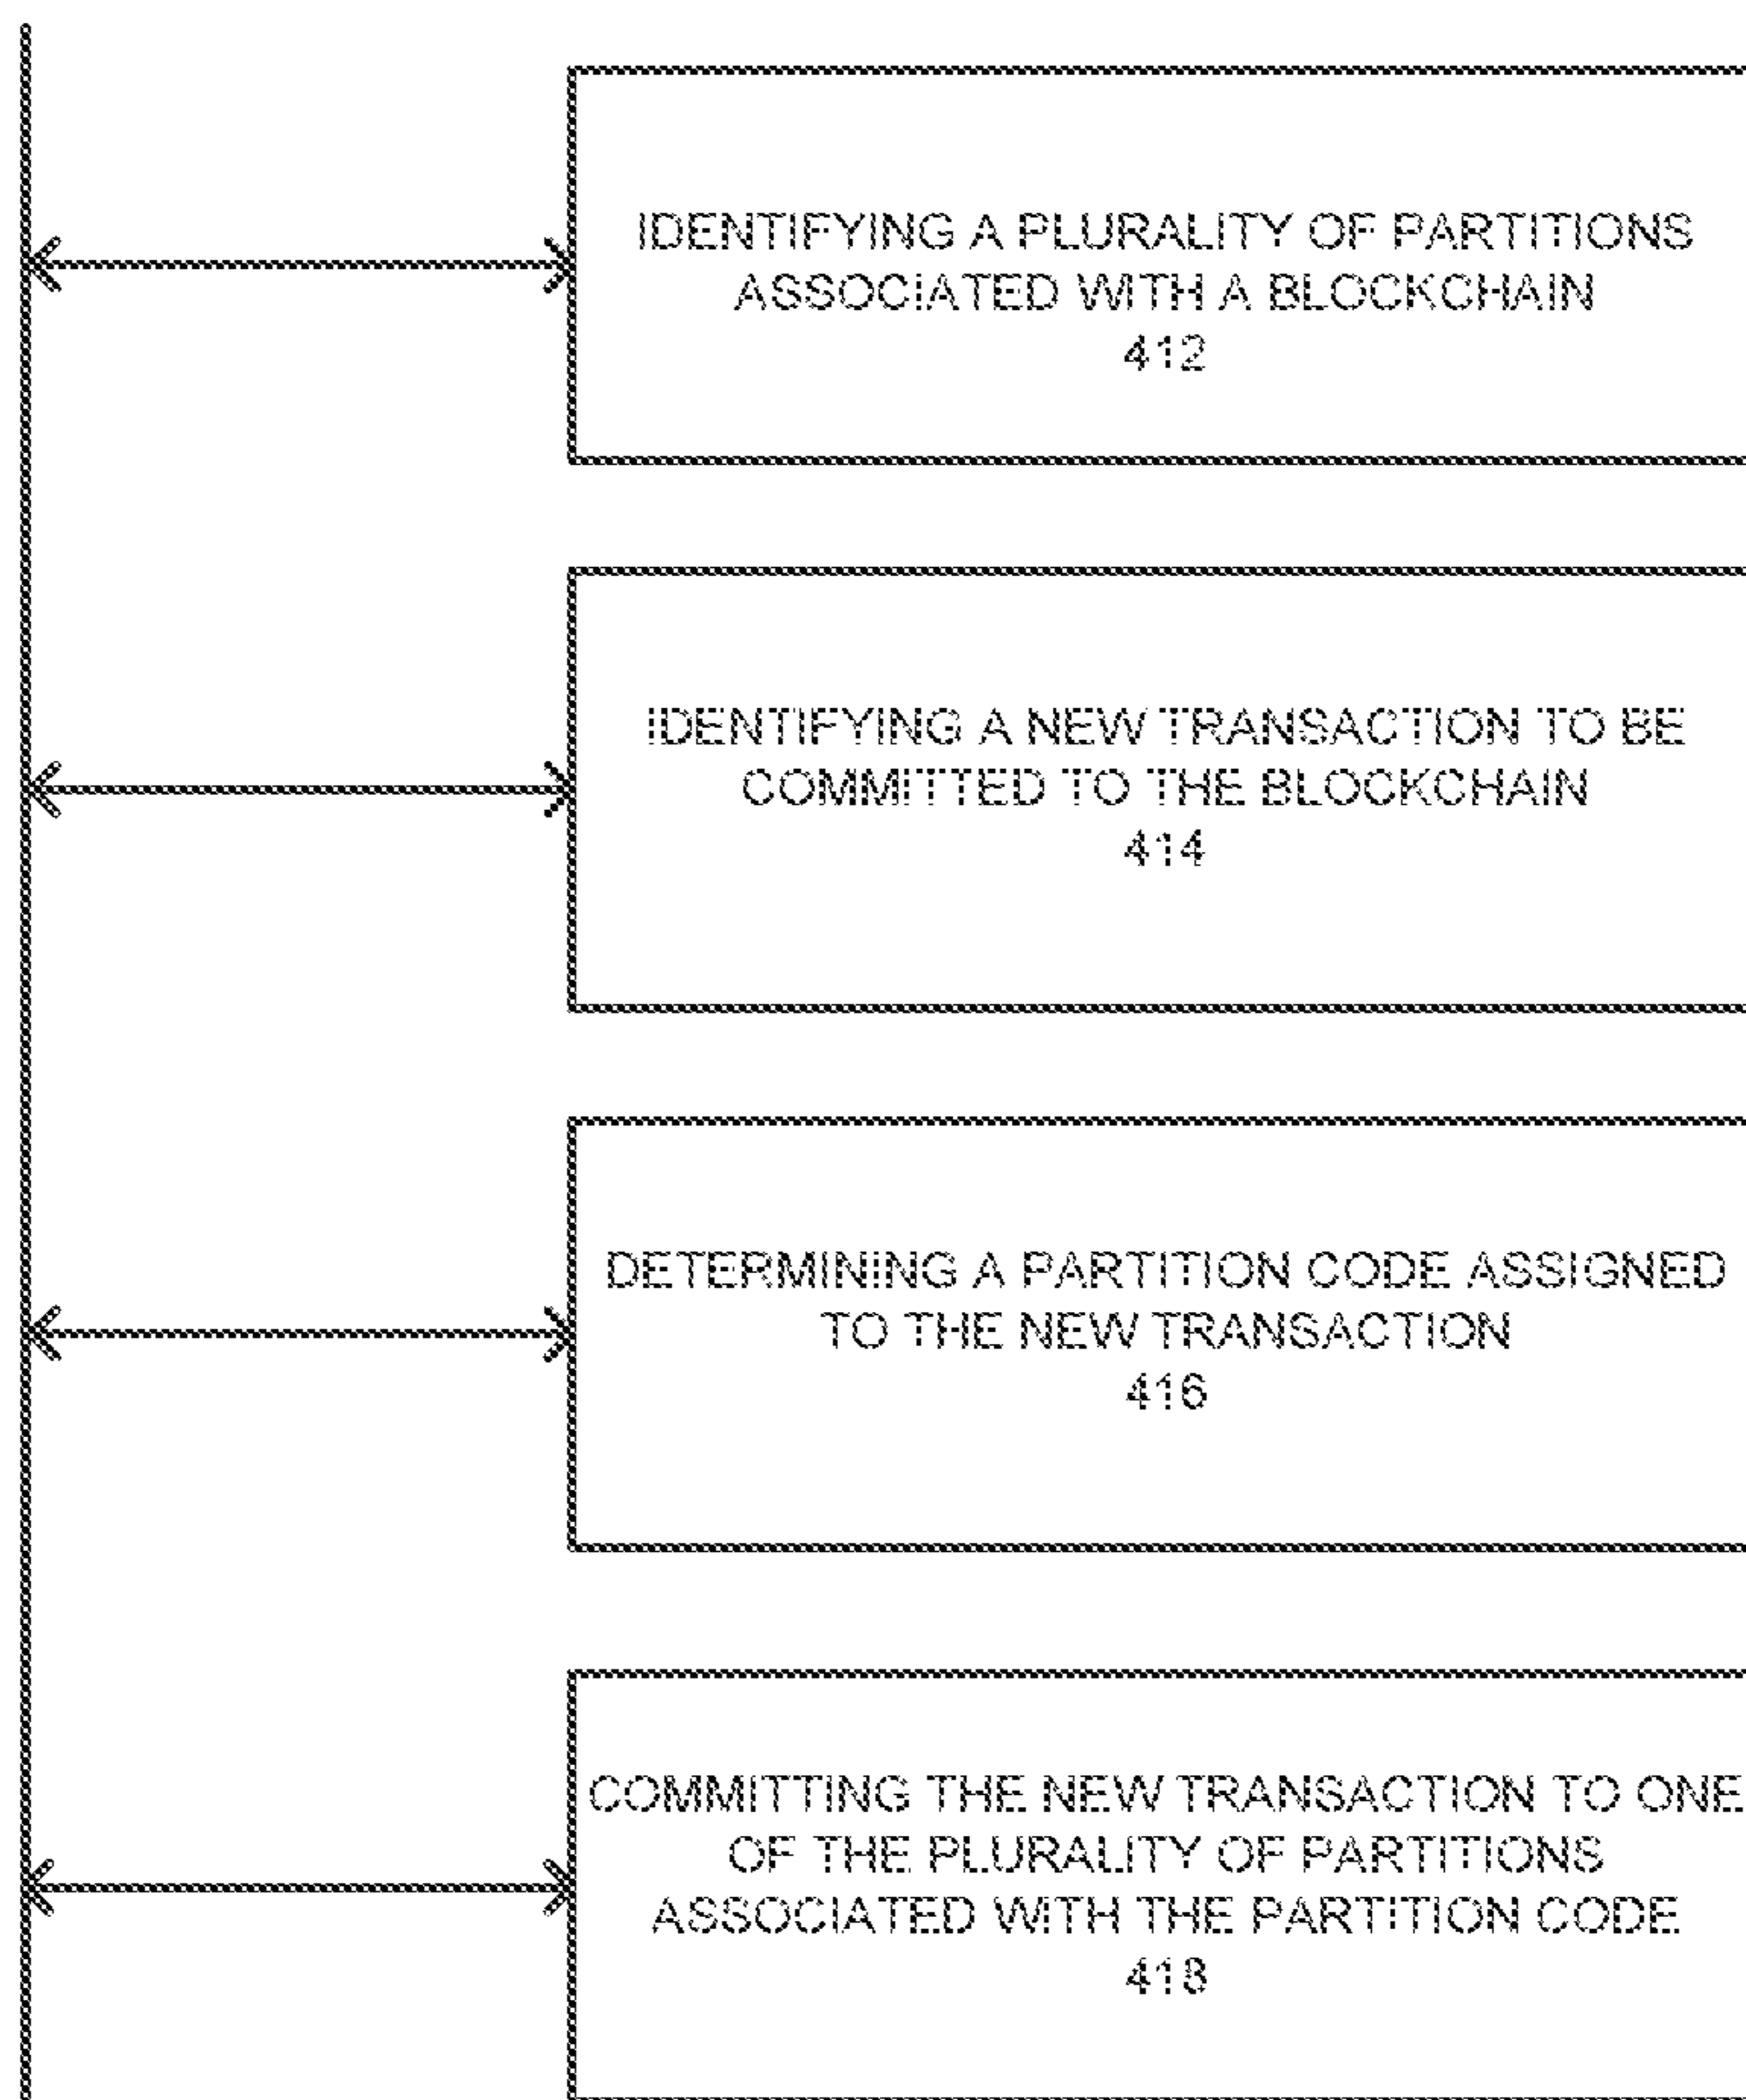 IDENTIFYING A PLURALITY OF PARTITIONS
ASSOCIATED WITH A BLOCKCHAIN
412
IDENTIFYING A NEW TRANSACTION TO BE
COMMITTED TO THE BLOCKCHAIN
414
DETERMINING A PARTITION CODE ASSIGNED
TO THE NEW TRANSACTION
416
COMMITTING THE NEW TRANSACTION TO ONE
OF THE PLURALITY OF PARTITIONS
ASSOCIATED WITH THE PARTITION CODE
418